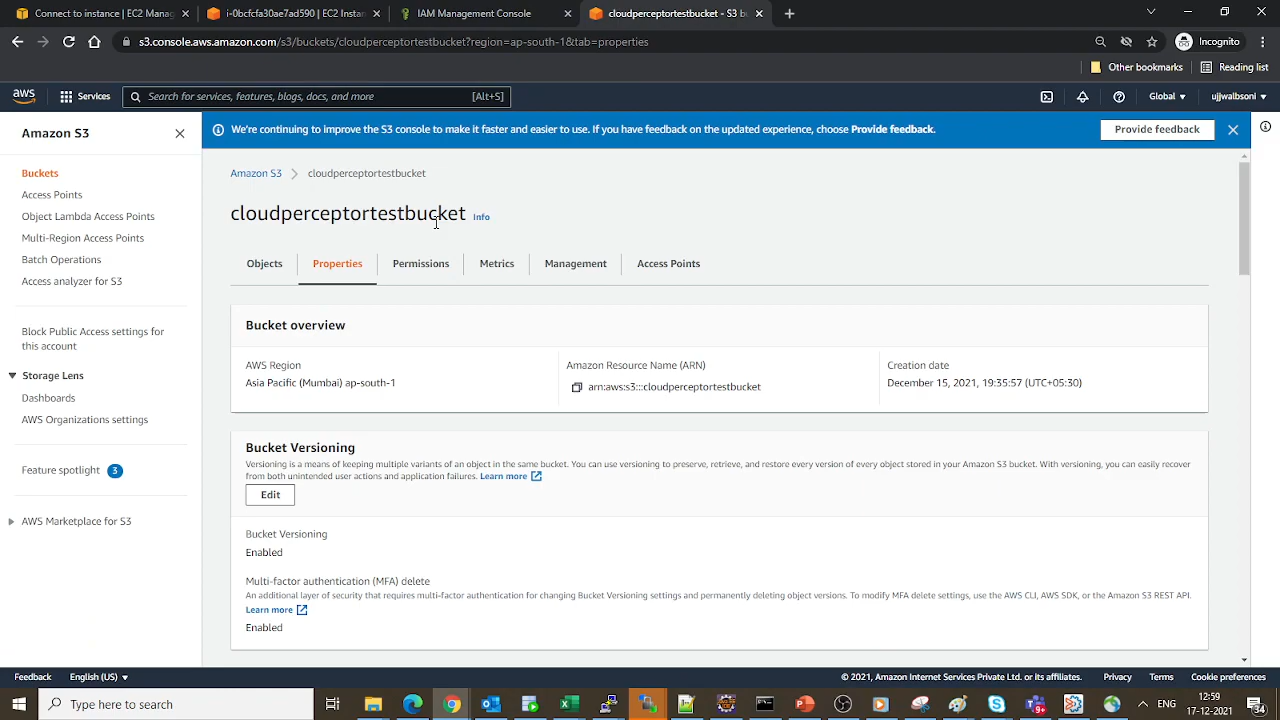 Connect to instance | EC2 Manag
i-0bcfcfa30ae7ad590 | EC2 Instan
IAM Management Console
cloudperceptortestbucket - S3 bu
s3.console.aws.amazon.com/s3/buckets/cloudperceptortestbucket?region=ap-south-1&tab=properties
Incognito
Other bookmarks
Reading list
aws
Services
Search for services, features, blogs, docs, and more
[Alt+S]
Global
ujjwalbsoni
Amazon S3
We're continuing to improve the S3 console to make it faster and easier to use. If you have feedback on the updated experience, choose Provide feedback.
Provide feedback
Buckets
Access Points
Object Lambda Access Points
Multi-Region Access Points
Batch Operations
Access analyzer for S3
Block Public Access settings for
this account
Storage Lens
Dashboards
AWS Organizations settings
Feature spotlight 3
AWS Marketplace for S3
Amazon S3 > cloudperceptortestbucket
cloudperceptortestbucket Info
Objects
Properties
Permissions
Metrics
Management
Access Points
Bucket overview
AWS Region
Asia Pacific (Mumbai) ap-south-1
Amazon Resource Name (ARN)
arn:aws:s3:::cloudperceptortestbucket
Creation date
December 15, 2021, 19:35:57 (UTC+05:30)
Bucket Versioning
Versioning is a means of keeping multiple variants of an object in the same bucket. You can use versioning to preserve, retrieve, and restore every version of every object stored in your Amazon S3 bucket. With versioning, you can easily recover
from both unintended user actions and application failures. Learn more
Edit
Bucket Versioning
Enabled
Multi-factor authentication (MFA) delete
An additional layer of security that requires multi-factor authentication for changing Bucket Versioning settings and permanently deleting object versions. To modify MFA delete settings, use the AWS CLI, AWS SDK, or the Amazon S3 REST API.
Learn more
Enabled
Feedback
English (US)
© 2021, Amazon Internet Services Private Ltd. or its affiliates.
Privacy
Terms
Cookie preferences
Type here to search
ENG
12:59
17-12-2021